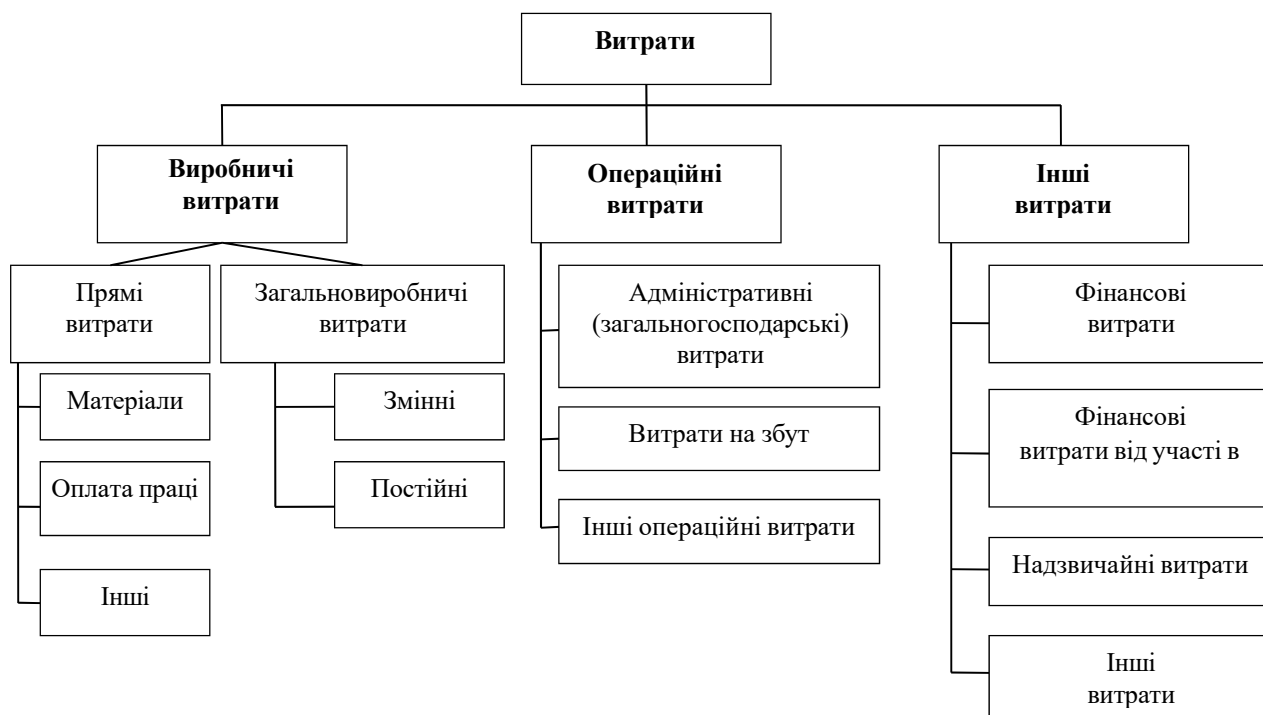 Витрати
Виробничі
витрати
Операційні
витрати
Інші
витрати
Прямі
витрати
Загальновиробничі
витрати
Матеріали
Оплата праці
Інші
Змінні
Постійні
Адміністративні
(загальногосподарські)
витрати
Витрати на збут
Інші операційні витрати
Фінансові
витрати
Фінансові
витрати від участі в
Надзвичайні витрати
Інші
витрати